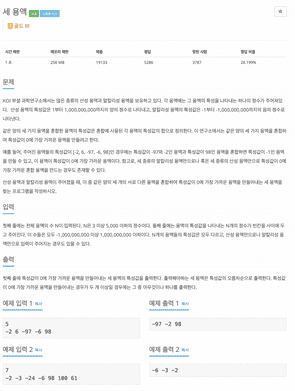 세 용액
골드 III
시간 제한 메모리 제한 제출 정답 맞힌 사람 정답 비율
1 초 256 MB 19133 5286 3787 28.199%
문제
KOI 부설 과학연구소에서는 많은 종류의 산성 용액과 알칼리성 용액을 보유하고 있다. 각 용액에는 그 용액의 특성을 나타내는 하나의 정수가 주어져있
다. 산성 용액의 특성값은 1부터 1,000,000,000까지의 양의 정수로 나타내고, 알칼리성 용액의 특성값은 -1부터 -1,000,000,000까지의 음의 정수로
나타낸다.
같은 양의 세 가지 용액을 혼합한 용액의 특성값은 혼합에 사용된 각 용액의 특성값의 합으로 정의한다. 이 연구소에서는 같은 양의 세 가지 용액을 혼합하
여 특성값이 0에 가장 가까운 용액을 만들려고 한다.
예를 들어, 주어진 용액들의 특성값이 [-2, 6, -97, -6, 98]인 경우에는 특성값이 -97와 -2인 용액과 특성값이 98인 용액을 혼합하면 특성값이 -1인 용액
을 만들 수 있고, 이 용액이 특성값이 0에 가장 가까운 용액이다. 참고로, 세 종류의 알칼리성 용액만으로나 혹은 세 종류의 산성 용액만으로 특성값이 0에
가장 가까운 혼합 용액을 만드는 경우도 존재할 수 있다.
산성 용액과 알칼리성 용액이 주어졌을 때, 이 중 같은 양의 세 개의 서로 다른 용액을 혼합하여 특성값이 0에 가장 가까운 용액을 만들어내는 세 용액을
찾는 프로그램을 작성하시오.
입력
첫째 줄에는 전체 용액의 수 N이 입력된다. N은 3 이상 5,000 이하의 정수이다. 둘째 줄에는 용액의 특성값을 나타내는 N개의 정수가 빈칸을 사이에 두
고 주어진다. 이 수들은 모두 -1,000,000,000 이상 1,000,000,000 이하이다. N개의 용액들의 특성값은 모두 다르고, 산성 용액만으로나 알칼리성 용
액만으로 입력이 주어지는 경우도 있을 수 있다.
출력
첫째 줄에 특성값이 0에 가장 가까운 용액을 만들어내는 세 용액의 특성값을 출력한다. 출력해야하는 세 용액은 특성값의 오름차순으로 출력한다. 특성값
이 0에 가장 가까운 용액을 만들어내는 경우가 두 개 이상일 경우에는 그 중 아무것이나 하나를 출력한다.
예제 입력 1 복사
5
-2 6 -97 -6 98
예제 출력 1 복사
-97 -2 98
예제 입력 2 복사
7
-2 -3 -24 -6 98 100 61
예제 출력 2 복사
-6 -3 -2